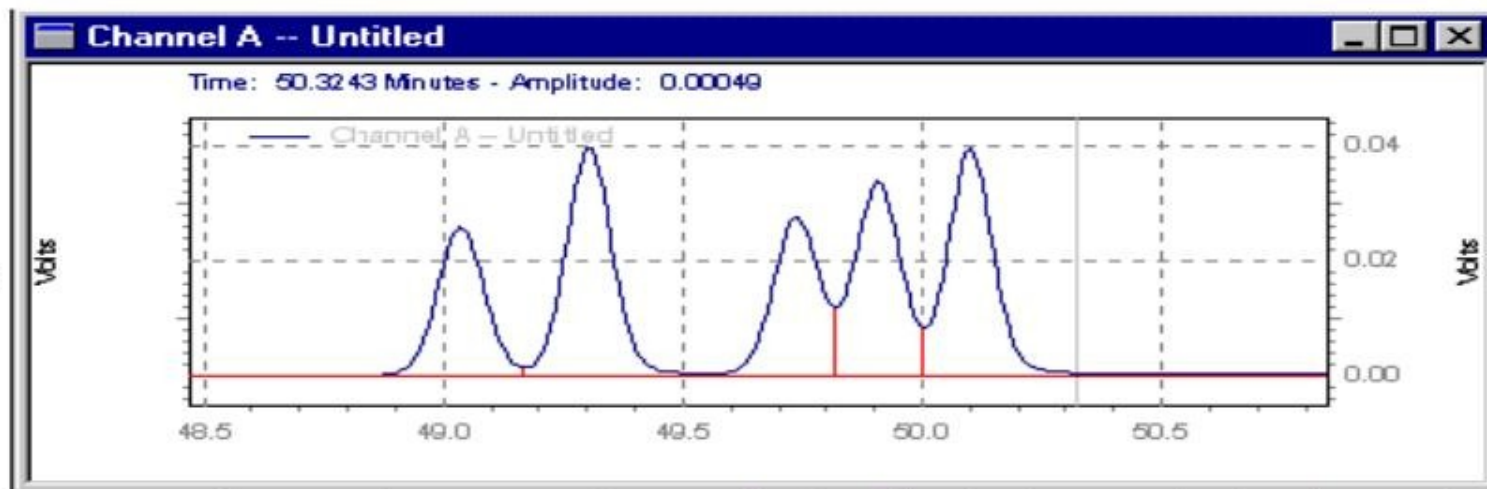 Channel A -- Untitled
Time: 50.3243 Minutes - Amplitude: 0.00049
Channel A -- Untitled
Volts
0.04
0.02
0.00
Volts
48.5 49.0 49.5 50.0 50.5